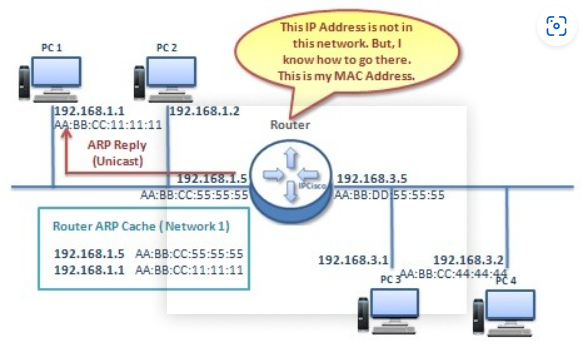 This IP Address is not in
this network. But, I
know how to go there.
This is my MAC Address.
PC 1
PC 2
192.168.1.1
192.168.1.2
AA:BB:CC:11:11:11
Router
ARP Reply
(Unicast)
192.168.1.5
192.168.3.5
IPCisco
AA:BB:CC:55:55:55
AA:BB:DD:55:55:55
Router ARP Cache ( Network 1)
192.168.1.5 AA:BB:CC:55:55:55
192.168.1.1 AA:BB:CC:11:11:11
192.168.3.1
192.168.3.2
AA:BB:CC:44:44:44
PC 3
PC 4